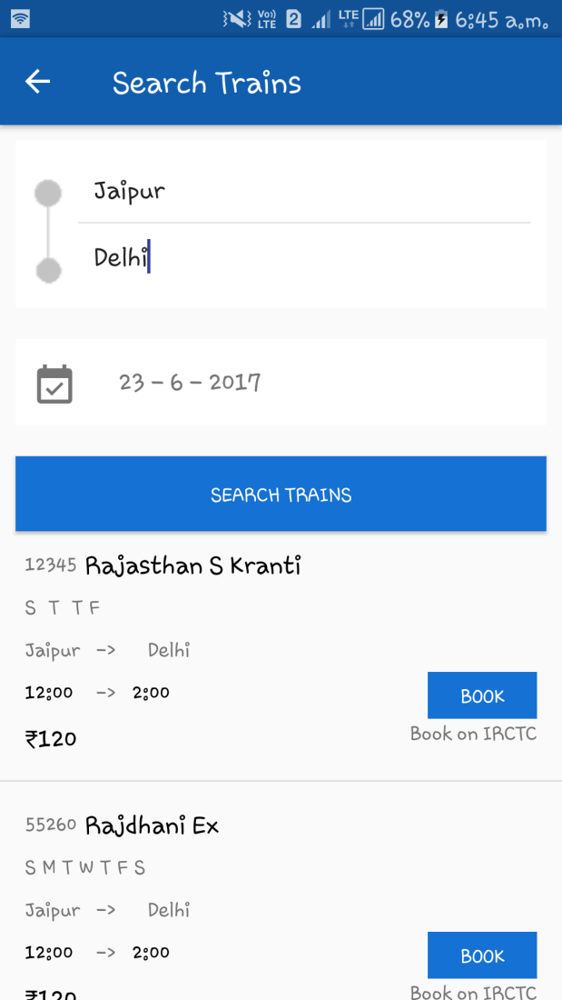 Vo)) LTE 2 LTE 68% 6:45 a.m.
Search Trains
Jaipur
Delhi
23 - 6 - 2017
SEARCH TRAINS
12345 Rajasthan S Kranti
S T T F
Jaipur -> Delhi
12:00 -> 2:00
BOOK
₹120
Book on IRCTC
55260 Rajdhani Ex
S M T W T F S
Jaipur -> Delhi
12:00 -> 2:00
BOOK
₹120
Book on IRCTC